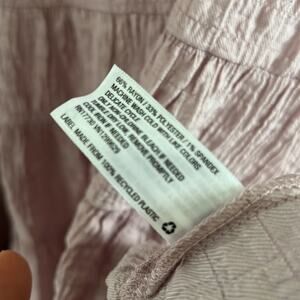 66% RAYON / 33% POLYESTER / 1% SPANDEX
MACHINE WASH COLD WITH LIKE COLORS
DELICATE CYCLE
ONLY NON-CHLORINE BLEACH IF NEEDED
TUMBLE DRY LOW. REMOVE PROMPTLY
COOL IRON IF NEEDED
LABEL MADE FROM 100% RECYCLED PLASTIC